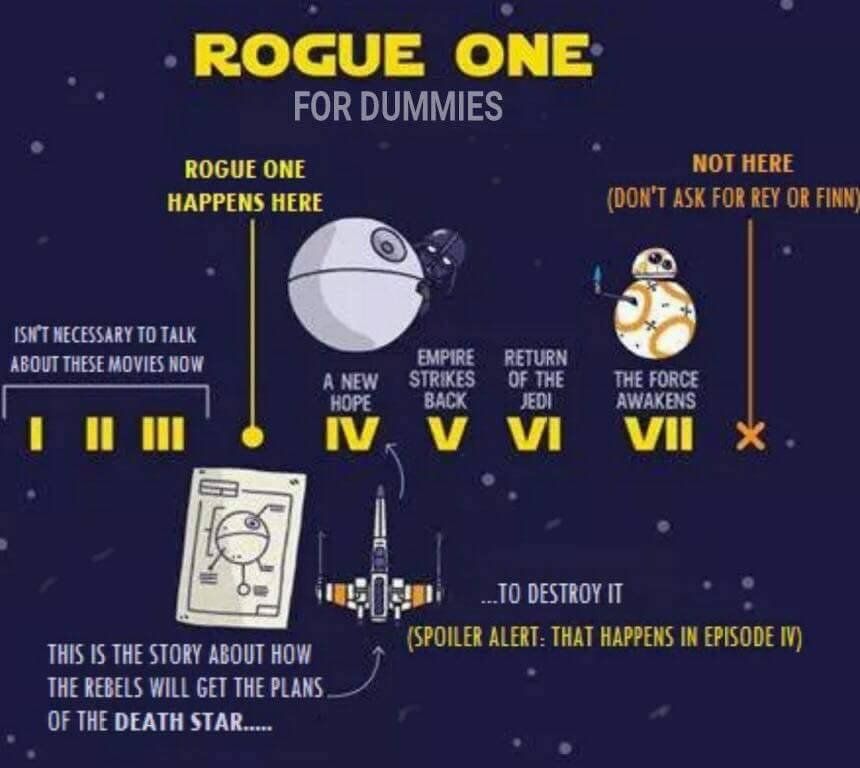 ROGUE ONE
FOR DUMMIES
ROGUE ONE
HAPPENS HERE
NOT HERE
(DON'T ASK FOR REY OR FINN)
ISN'T NECESSARY TO TALK
ABOUT THESE MOVIES NOW
A NEW
HOPE
EMPIRE
STRIKES
BACK
RETURN
OF THE
JEDI
THE FORCE
AWAKENS
I II III IV V VI VII
...TO DESTROY IT
(SPOILER ALERT: THAT HAPPENS IN EPISODE IV)
THIS IS THE STORY ABOUT HOW
THE REBELS WILL GET THE PLANS
OF THE DEATH STAR.....